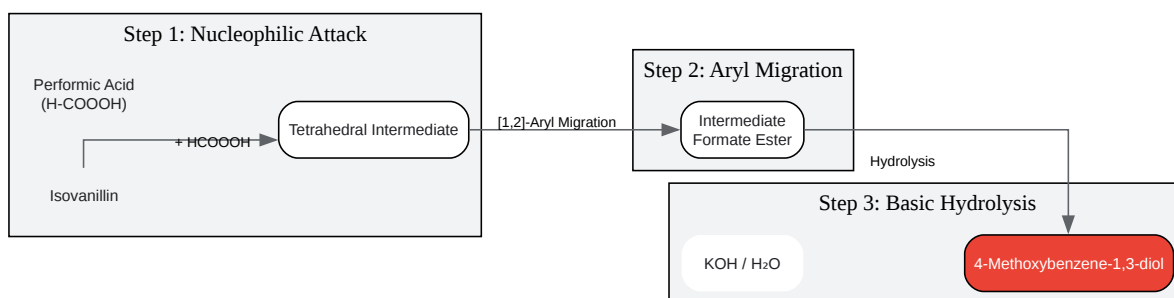 Step 1: Nucleophilic Attack
Performic Acid
(H-COOOH)
+ HCOOOH
Isovanillin
Tetrahedral Intermediate
[1,2]-Aryl Migration
Step 2: Aryl Migration
Intermediate
Formate Ester
Hydrolysis
Step 3: Basic Hydrolysis
KOH / H₂O
4-Methoxybenzene-1,3-diol